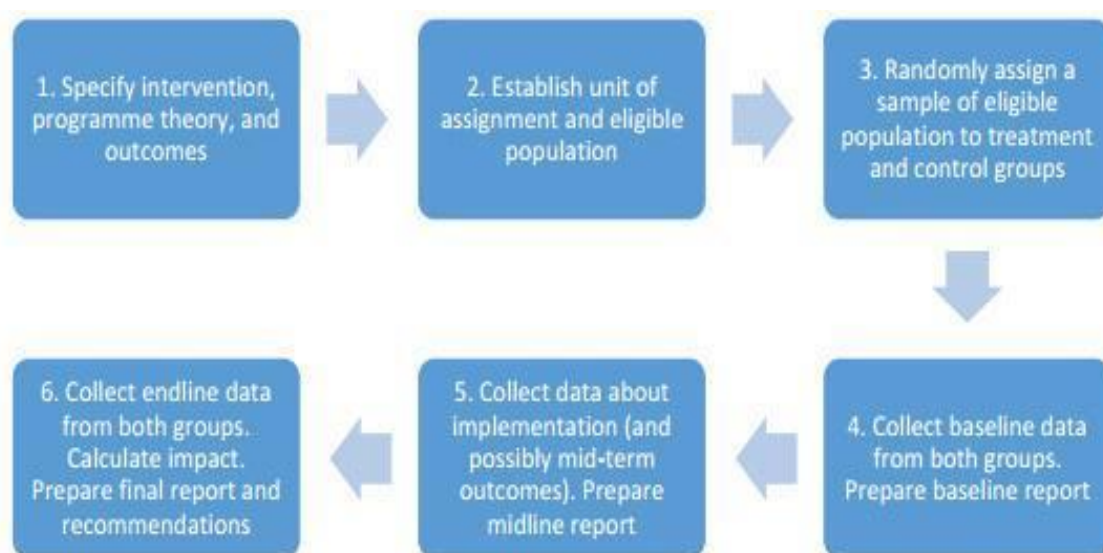 1. Specify intervention,
programme theory, and
outcomes
2. Establish unit of
assignment and eligible
population
3. Randomly assign a
sample of eligible
population to treatment
and control groups
4. Collect baseline data
from both groups.
Prepare baseline report
5. Collect data about
implementation (and
possibly mid-term
outcomes). Prepare
midline report
6. Collect endline data
from both groups.
Calculate impact.
Prepare final report and
recommendations